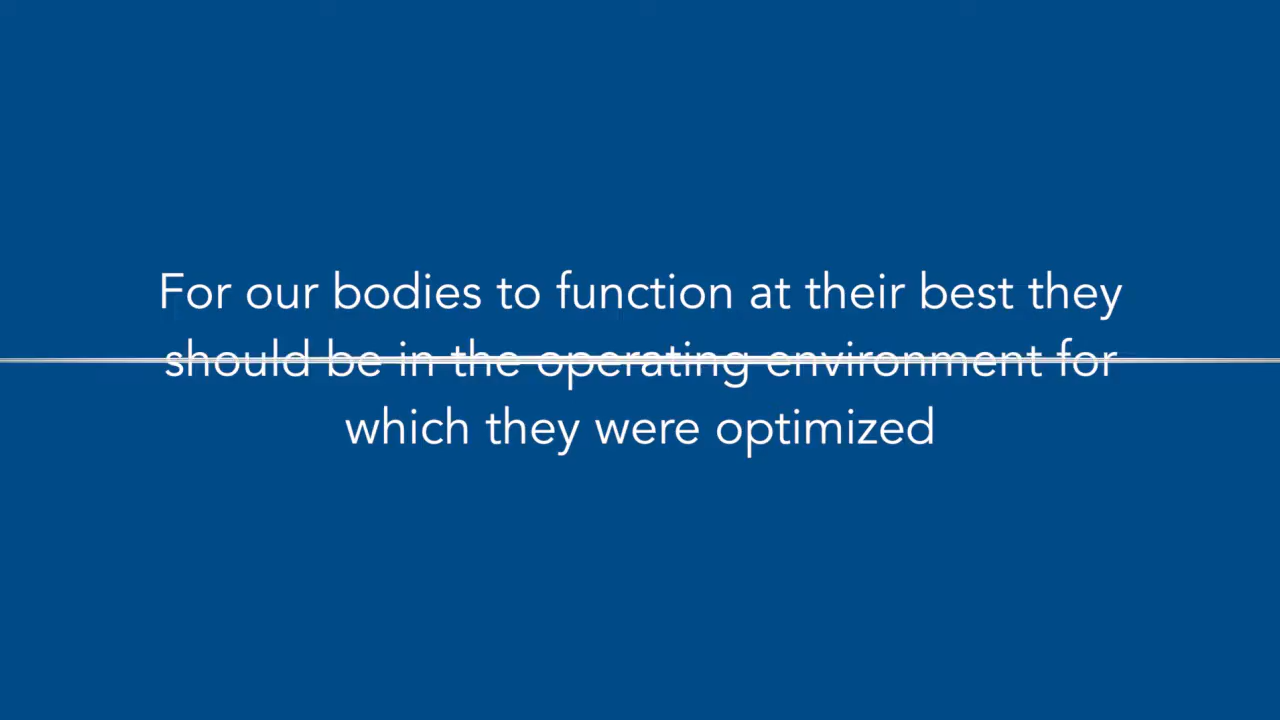 For our bodies to function at their best they
should be in the operating environment for
which they were optimized